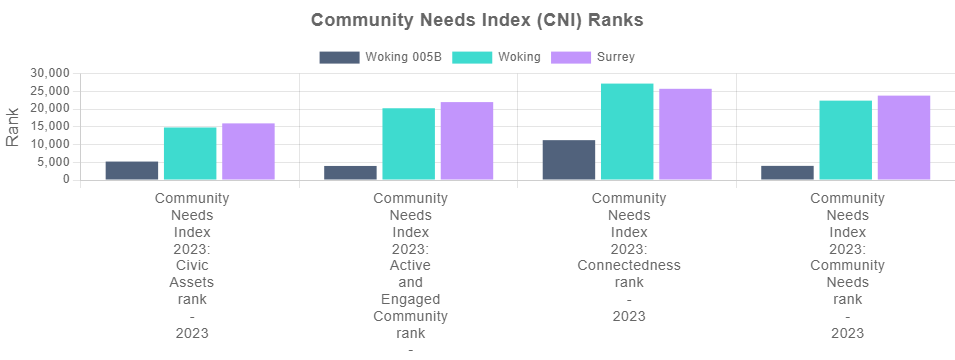 Community Needs Index (CNI) Ranks
Woking 005B Woking Surrey
Rank
30,000
25,000
20,000
15,000
10,000
5,000
0
Community
Needs
Index
2023:
Civic
Assets
rank
-
2023
Community
Needs
Index
2023:
Active
and
Engaged
Community
rank
-
Community
Needs
Index
2023:
Connectedness
rank
-
2023
Community
Needs
Index
2023:
Community
Needs
rank
-
2023